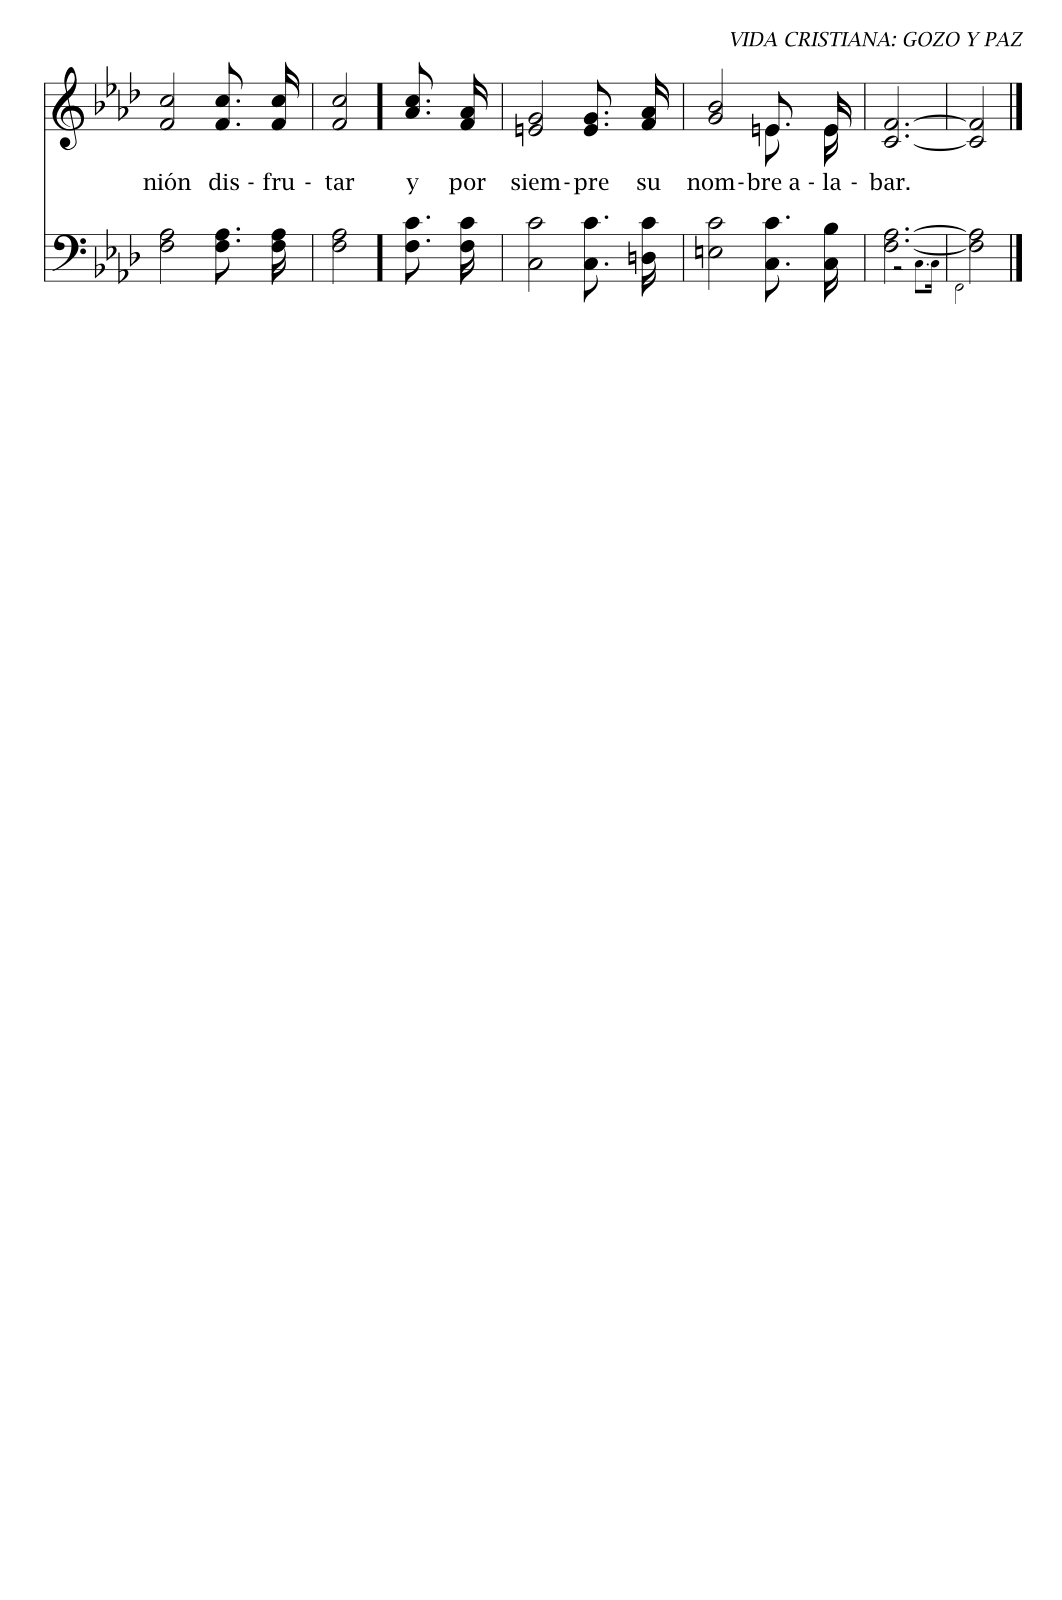 VIDA CRISTIANA: GOZO Y PAZ
nión dis - fru - tar y por siem - pre su nom - bre a - la - bar.